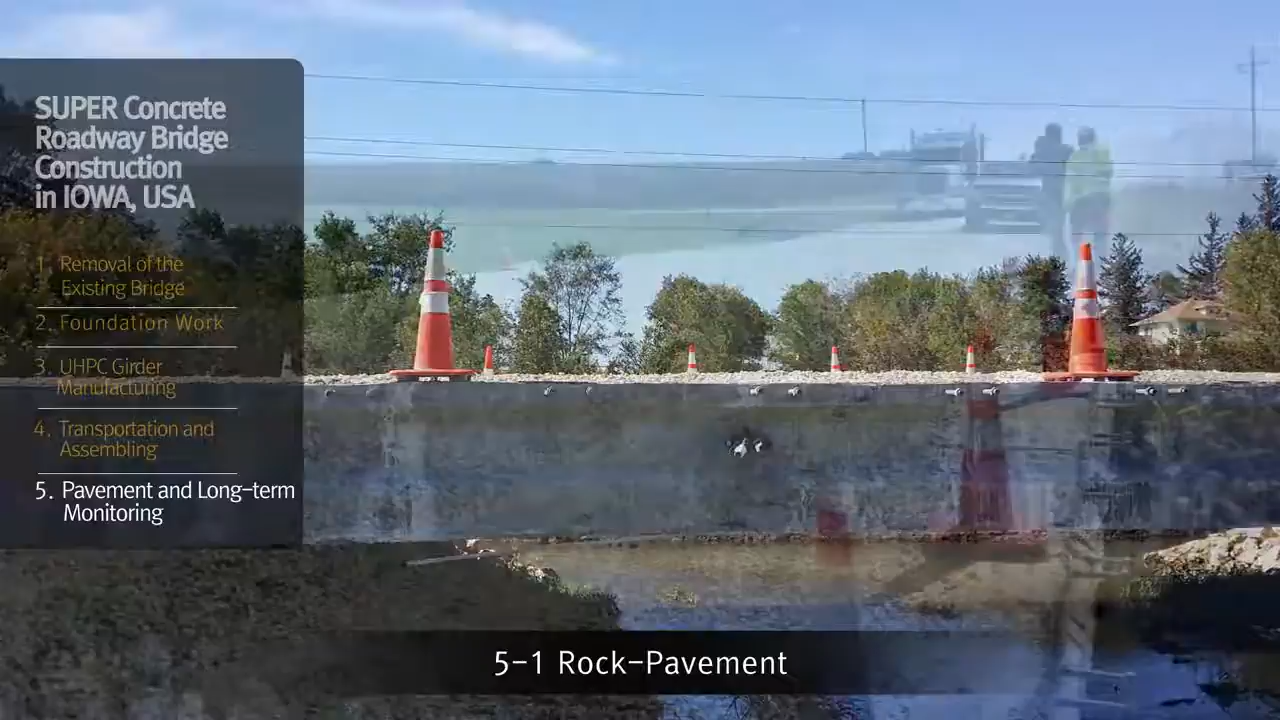 SUPER Concrete
Roadway Bridge
Construction
in IOWA, USA
1. Removal of the
Existing Bridge
2. Foundation Work
3. UHPC Girder
Manufacturing
4. Transportation and
Assembling
5. Pavement and Long-term
Monitoring
5-1 Rock-Pavement